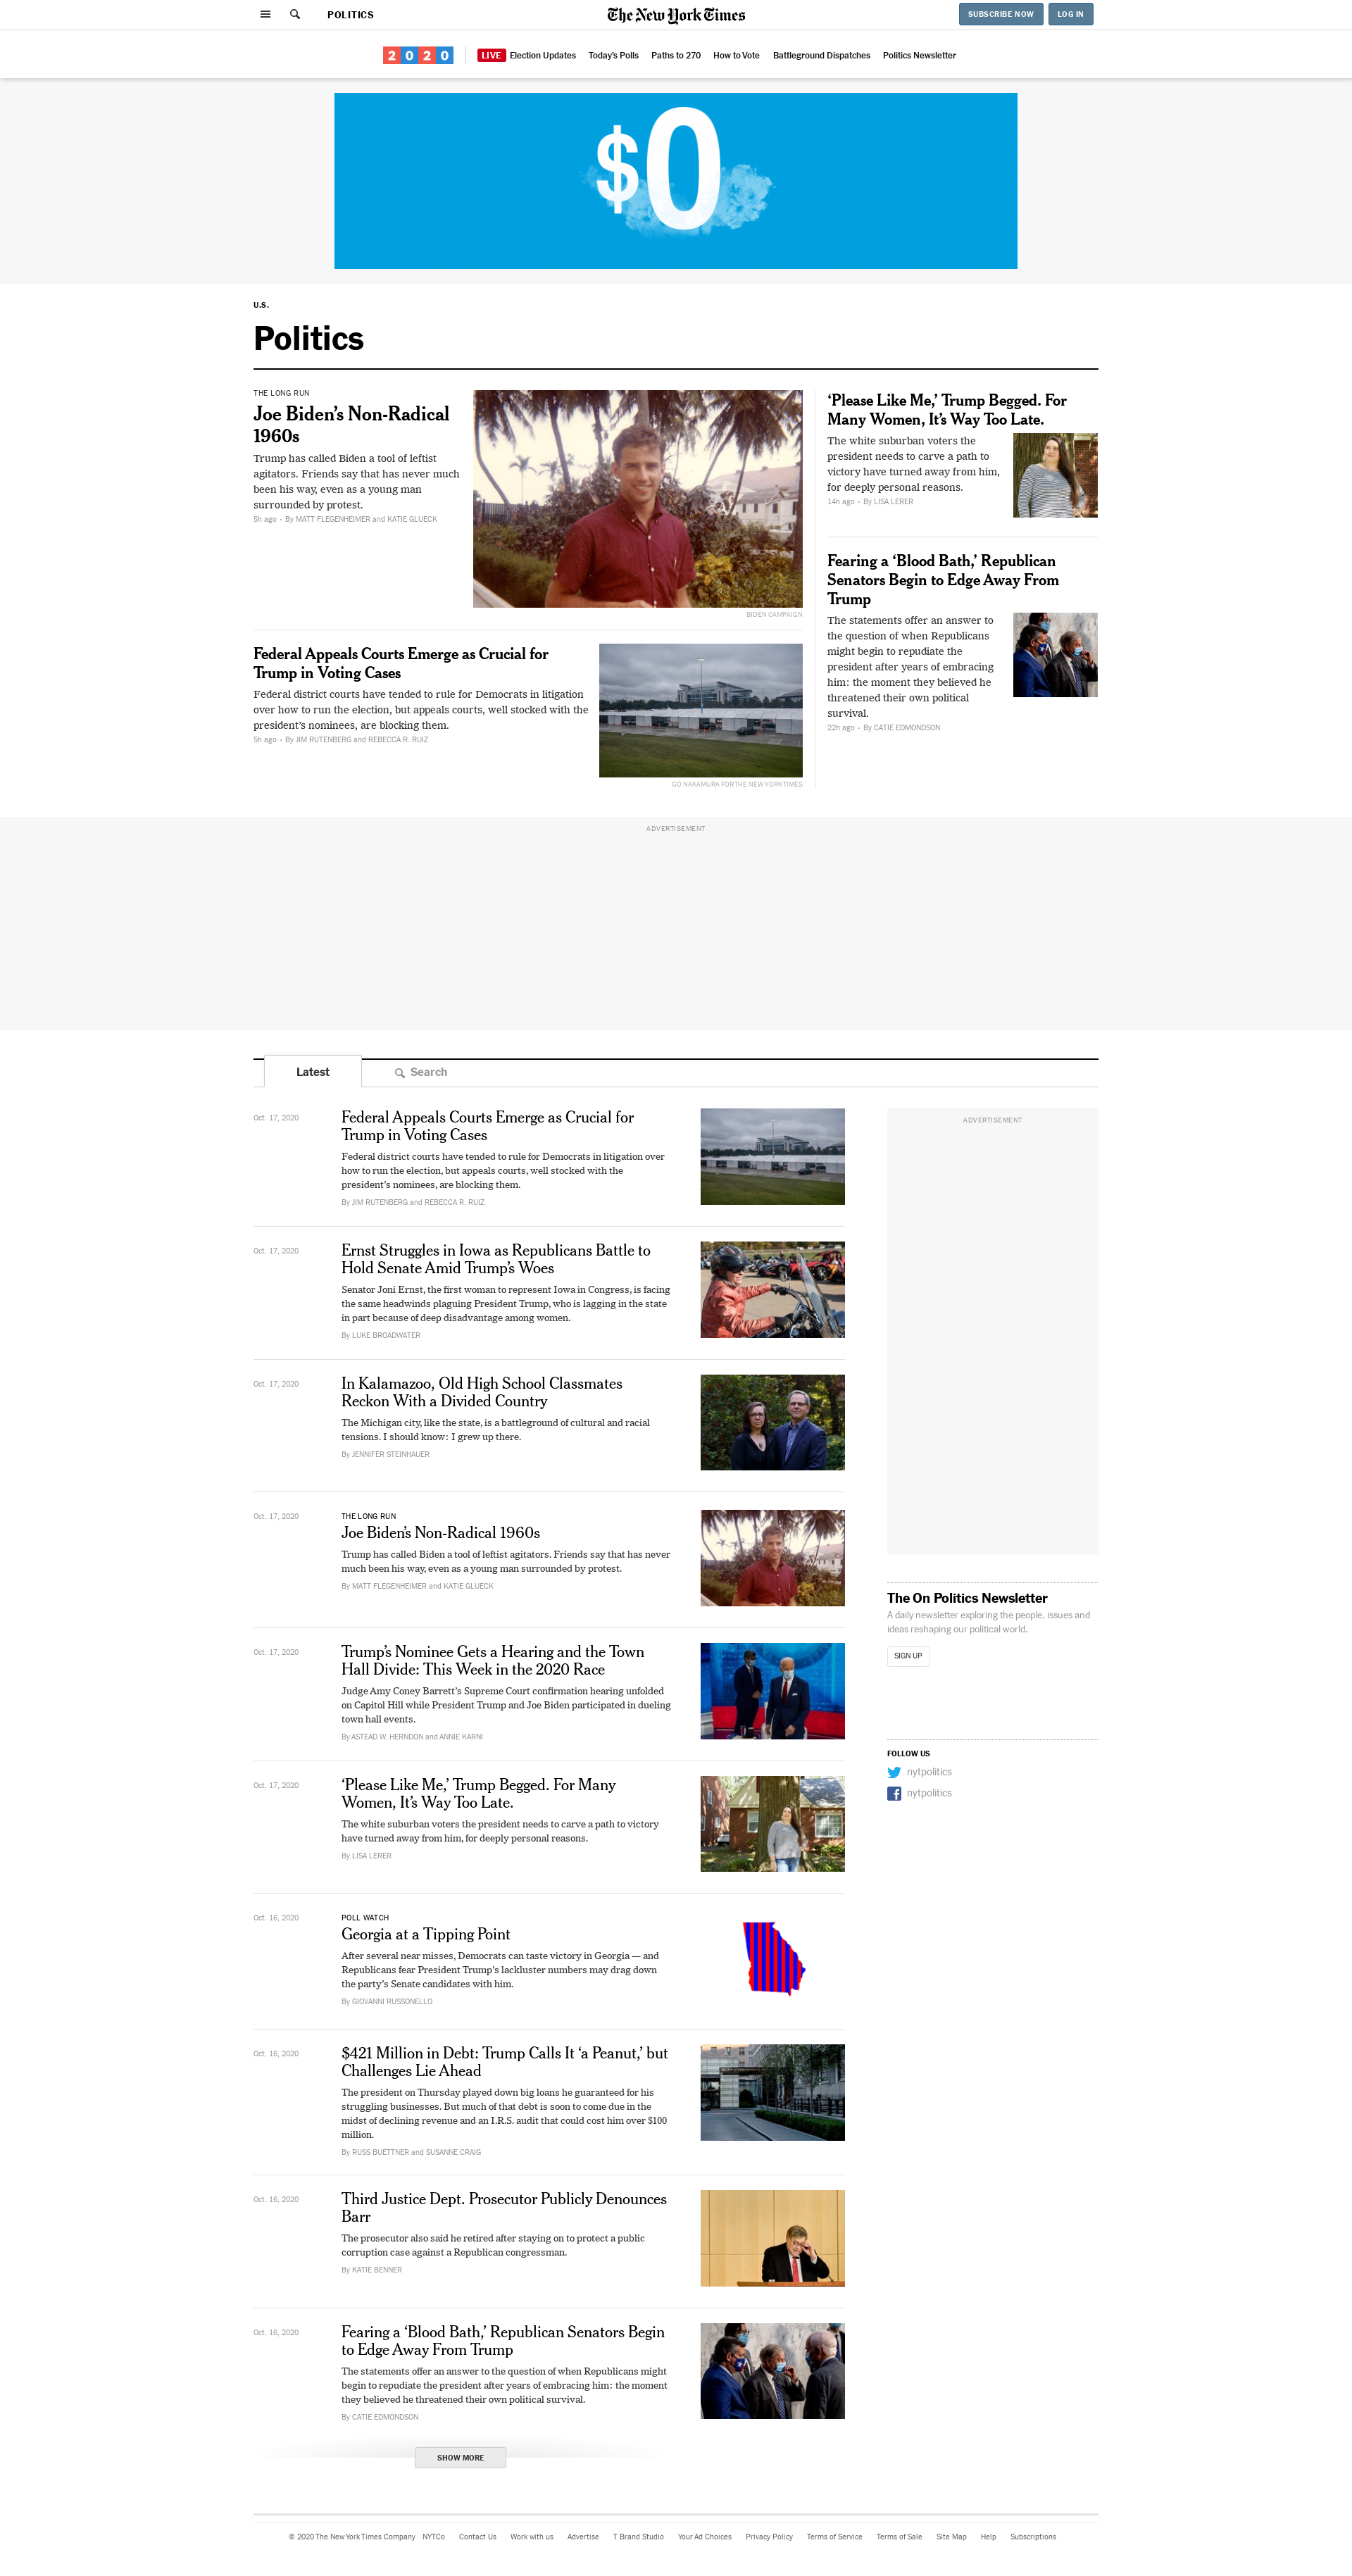 POLITICS
The New York Times
SUBSCRIBE NOW
LOG IN
2020
LIVE Election Updates
Today's Polls
Paths to 270
How to Vote
Battleground Dispatches
Politics Newsletter
$0
U.S.
Politics
THE LONG RUN
Joe Biden's Non-Radical
1960s
Trump has called Biden a tool of leftist
agitators. Friends say that has never much
been his way, even as a young man
surrounded by protest.
5h ago • By MATT FLEGENHEIMER and KATIE GLUECK
BIDEN CAMPAIGN
Federal Appeals Courts Emerge as Crucial for
Trump in Voting Cases
Federal district courts have tended to rule for Democrats in litigation
over how to run the election, but appeals courts, well stocked with the
president's nominees, are blocking them.
5h ago • By JIM RUTENBERG and REBECCA R. RUIZ
GO NAKAMURA FOR THE NEW YORK TIMES
'Please Like Me,' Trump Begged. For
Many Women, It's Way Too Late.
The white suburban voters the
president needs to carve a path to
victory have turned away from him,
for deeply personal reasons.
14h ago • By LISA LERER
Fearing a 'Blood Bath,' Republican
Senators Begin to Edge Away From
Trump
The statements offer an answer to
the question of when Republicans
might begin to repudiate the
president after years of embracing
him: the moment they believed he
threatened their own political
survival.
22h ago • By CATIE EDMONDSON
ADVERTISEMENT
Latest
Search
Oct. 17, 2020
Federal Appeals Courts Emerge as Crucial for
Trump in Voting Cases
Federal district courts have tended to rule for Democrats in litigation over
how to run the election, but appeals courts, well stocked with the
president's nominees, are blocking them.
By JIM RUTENBERG and REBECCA R. RUIZ
Oct. 17, 2020
Ernst Struggles in Iowa as Republicans Battle to
Hold Senate Amid Trump's Woes
Senator Joni Ernst, the first woman to represent Iowa in Congress, is facing
the same headwinds plaguing President Trump, who is lagging in the state
in part because of deep disadvantage among women.
By LUKE BROADWATER
Oct. 17, 2020
In Kalamazoo, Old High School Classmates
Reckon With a Divided Country
The Michigan city, like the state, is a battleground of cultural and racial
tensions. I should know: I grew up there.
By JENNIFER STEINHAUER
Oct. 17, 2020
THE LONG RUN
Joe Biden's Non-Radical 1960s
Trump has called Biden a tool of leftist agitators. Friends say that has never
much been his way, even as a young man surrounded by protest.
By MATT FLEGENHEIMER and KATIE GLUECK
Oct. 17, 2020
Trump's Nominee Gets a Hearing and the Town
Hall Divide: This Week in the 2020 Race
Judge Amy Coney Barrett's Supreme Court confirmation hearing unfolded
on Capitol Hill while President Trump and Joe Biden participated in dueling
town hall events.
By ASTEAD W. HERNDON and ANNIE KARNI
Oct. 17, 2020
'Please Like Me,' Trump Begged. For Many
Women, It's Way Too Late.
The white suburban voters the president needs to carve a path to victory
have turned away from him, for deeply personal reasons.
By LISA LERER
Oct. 16, 2020
POLL WATCH
Georgia at a Tipping Point
After several near misses, Democrats can taste victory in Georgia — and
Republicans fear President Trump's lackluster numbers may drag down
the party's Senate candidates with him.
By GIOVANNI RUSSONELLO
Oct. 16, 2020
$421 Million in Debt: Trump Calls It 'a Peanut,' but
Challenges Lie Ahead
The president on Thursday played down big loans he guaranteed for his
struggling businesses. But much of that debt is soon to come due in the
midst of declining revenue and an I.R.S. audit that could cost him over $100
million.
By RUSS BUETTNER and SUSANNE CRAIG
Oct. 16, 2020
Third Justice Dept. Prosecutor Publicly Denounces
Barr
The prosecutor also said he retired after staying on to protect a public
corruption case against a Republican congressman.
By KATIE BENNER
Oct. 16, 2020
Fearing a 'Blood Bath,' Republican Senators Begin
to Edge Away From Trump
The statements offer an answer to the question of when Republicans might
begin to repudiate the president after years of embracing him: the moment
they believed he threatened their own political survival.
By CATIE EDMONDSON
SHOW MORE
ADVERTISEMENT
The On Politics Newsletter
A daily newsletter exploring the people, issues and
ideas reshaping our political world.
SIGN UP
FOLLOW US
nytpolitics
nytpolitics
© 2020 The New York Times Company
NYTCo
Contact Us
Work with us
Advertise
T Brand Studio
Your Ad Choices
Privacy Policy
Terms of Service
Terms of Sale
Site Map
Help
Subscriptions